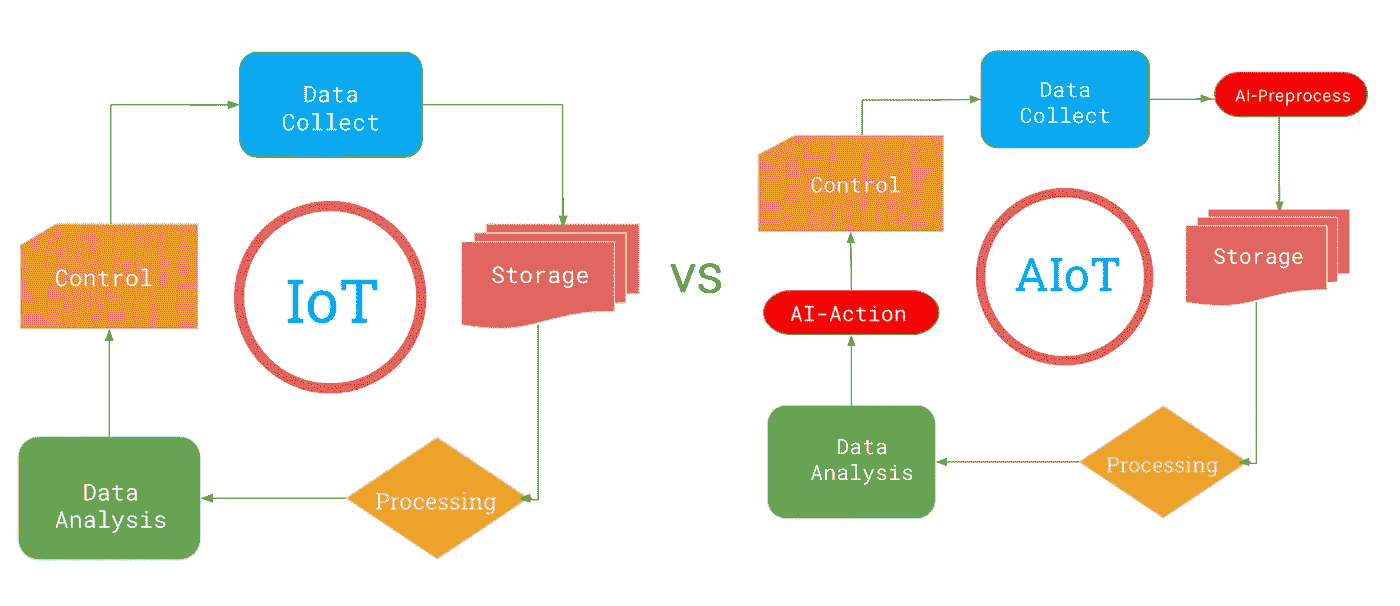 Data
Collect
Control
IoT
Storage
Data
Analysis
Processing
vs
Data
Collect
AI-Preprocess
Control
AIoT
Storage
AI-Action
Data
Analysis
Processing